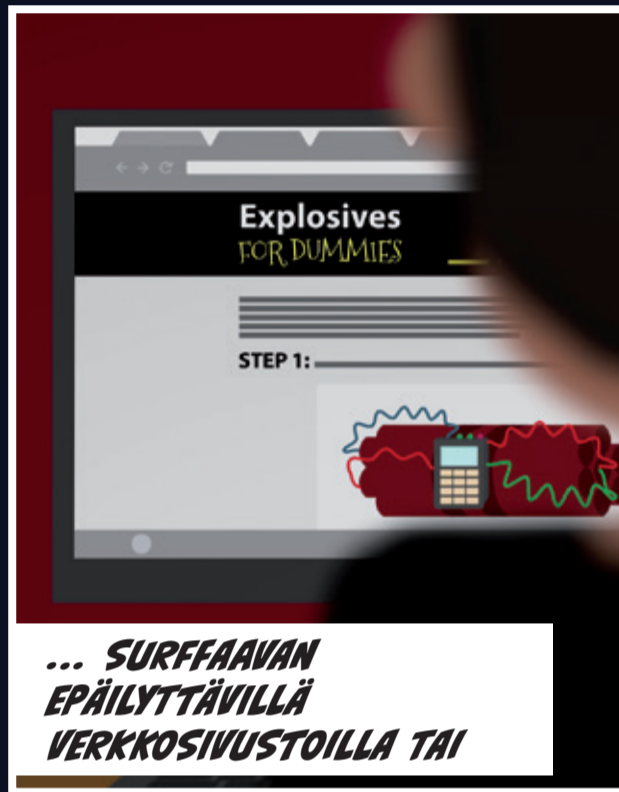 Explosives
FOR DUMMIES
STEP 1:
... SURFFAAVAN
EPÄILYTTÄVILLÄ
VERKKOSIVUSTOILLA TAI